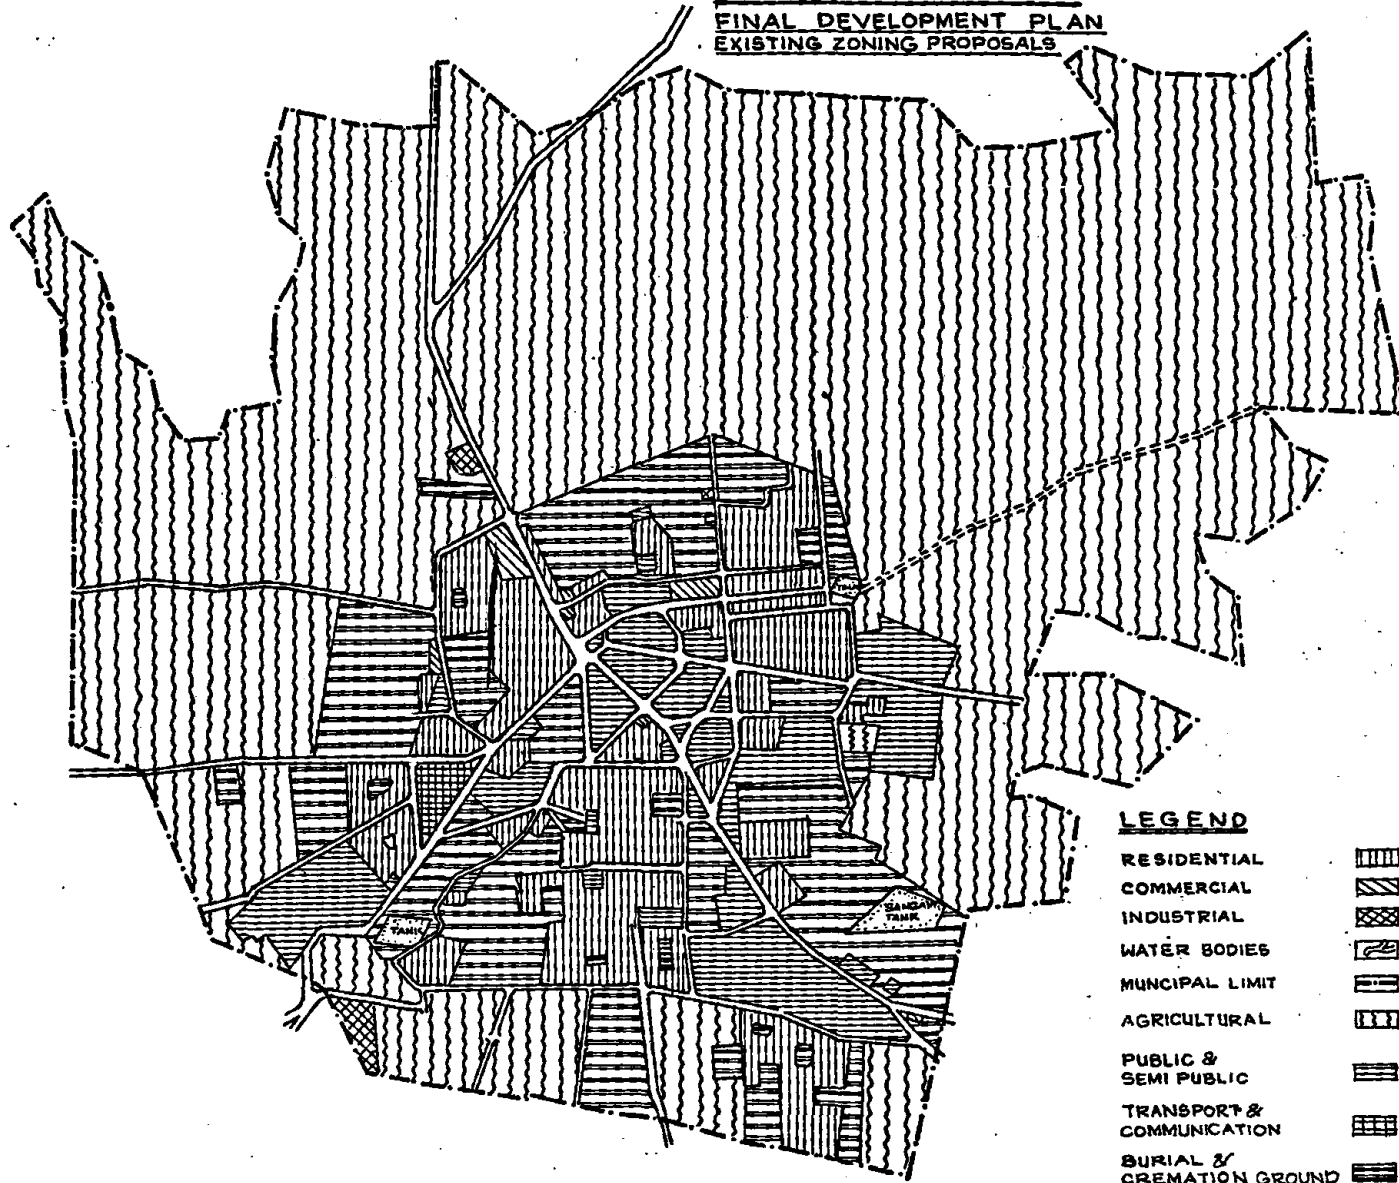 FINAL DEVELOPMENT PLAN
EXISTING ZONING PROPOSALS
TANK
TANK
LEGEND
RESIDENTIAL
COMMERCIAL
INDUSTRIAL
WATER BODIES
MUNCIPAL LIMIT
AGRICULTURAL
PUBLIC &
SEMI PUBLIC
TRANSPORT &
COMMUNICATION
BURIAL &
CREMATION GROUND